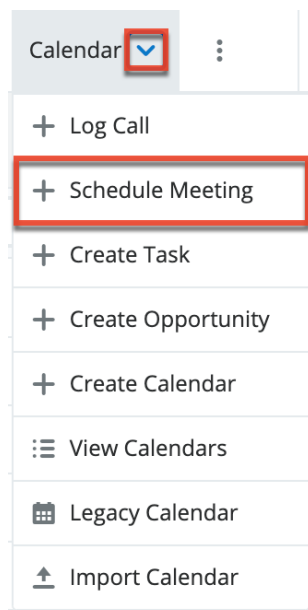 Calendar
Log Call
Schedule Meeting
Create Task
Create Opportunity
Create Calendar
View Calendars
Legacy Calendar
Import Calendar